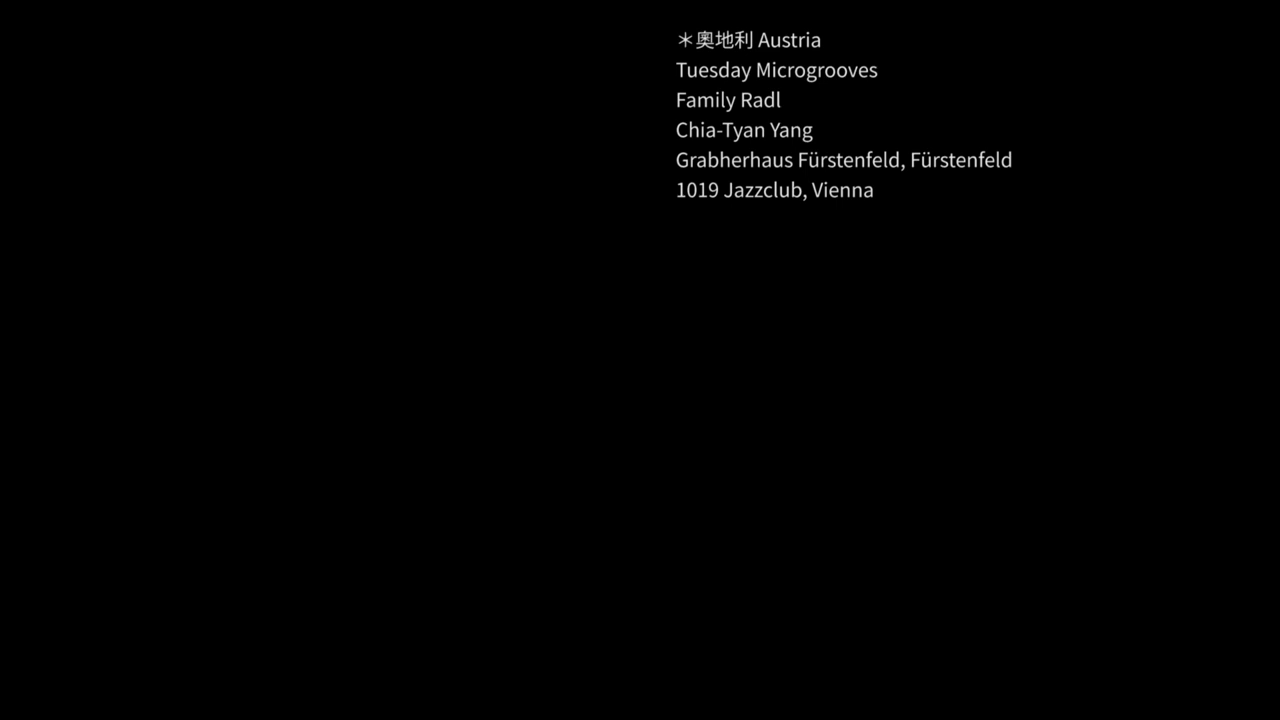 ＊奧地利 Austria
Tuesday Microgrooves
Family Radl
Chia-Tyan Yang
Grabherhaus Fürstenfeld, Fürstenfeld
1019 Jazzclub, Vienna